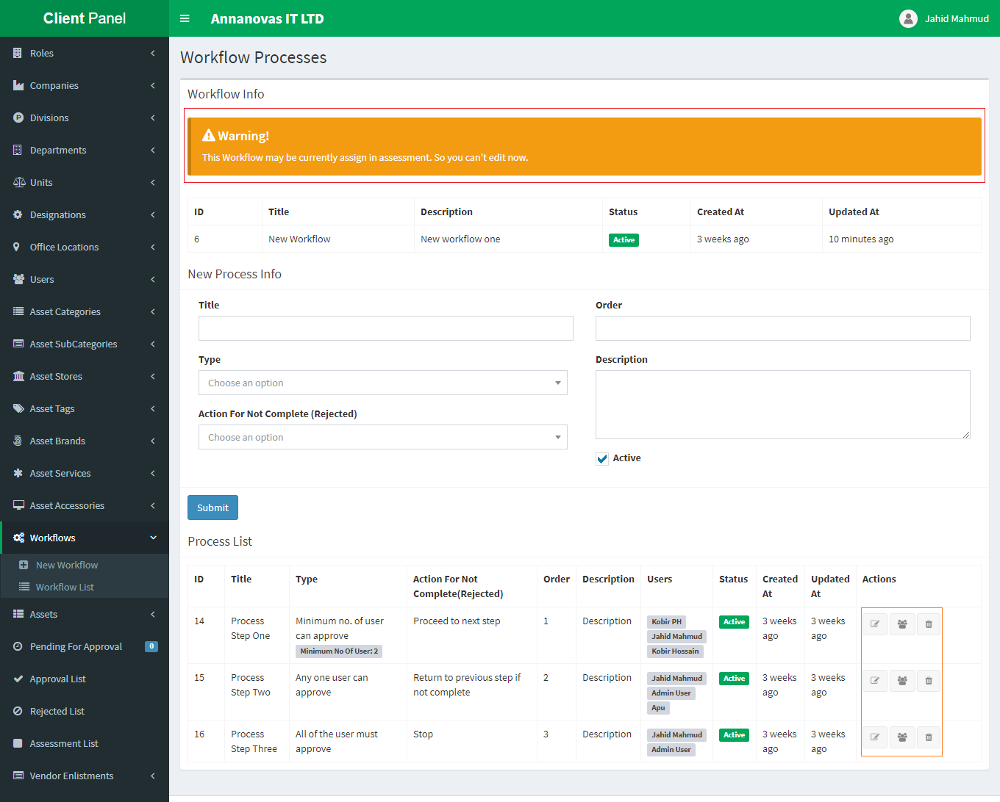 Client Panel
Annanovas IT LTD
Jahid Mahmud
Roles
Companies
Divisions
Departments
Units
Designations
Office Locations
Users
Asset Categories
Asset SubCategories
Asset Stores
Asset Tags
Asset Brands
Asset Services
Asset Accessories
Workflows
New Workflow
Workflow List
Assets
Pending For Approval 0
Approval List
Rejected List
Assessment List
Vendor Enlistments
Workflow Processes
Workflow Info
Warning!
This Workflow may be currently assign in assessment. So you can't edit now.
ID Title Description Status Created At Updated At
6 New Workflow New workflow one Active 3 weeks ago 10 minutes ago
New Process Info
Title Order
Type Description
Choose an option
Action For Not Complete (Rejected)
Choose an option
Active
Submit
Process List
ID Title Type Action For Not Order Description Users Status Created Updated Actions
Complete(Rejected) At At
14 Process Minimum no. of user Proceed to next step 1 Description Kobir PH Active 3 weeks 3 weeks
Step One can approve Jahid Mahmud ago ago
Minimum No Of User: 2 Kobir Hossain
15 Process Any one user can Return to previous step if 2 Description Jahid Mahmud Active 3 weeks 3 weeks
Step Two approve not complete Admin User ago ago
Apu
16 Process All of the user must Stop 3 Description Jahid Mahmud Active 3 weeks 3 weeks
Step Three approve Admin User ago ago